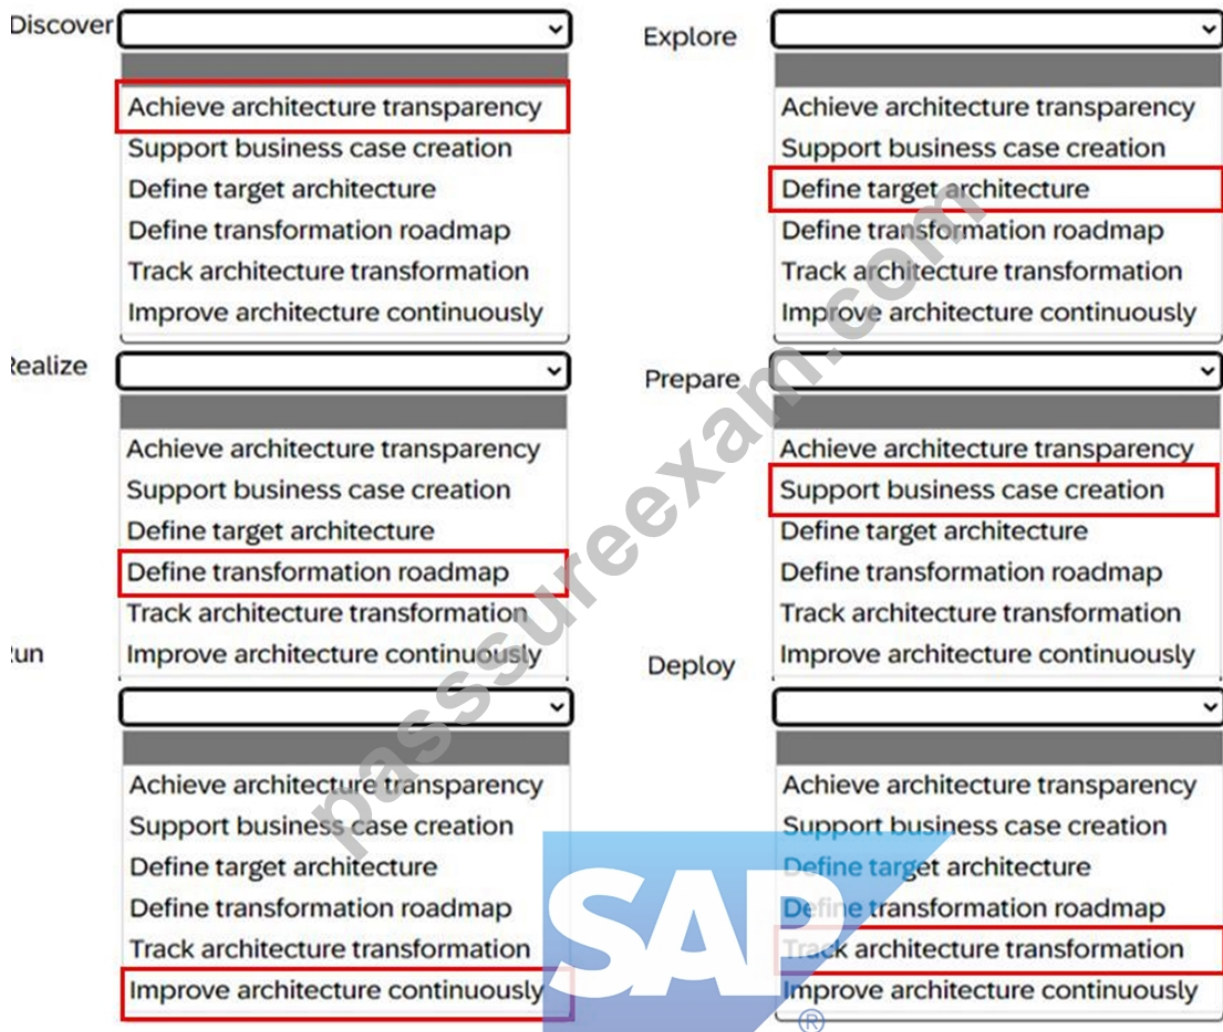 Discover
Achieve architecture transparency
Support business case creation
Define target architecture
Define transformation roadmap
Track architecture transformation
Improve architecture continuously
Explore
Achieve architecture transparency
Support business case creation
Define target architecture
Define transformation roadmap
Track architecture transformation
Improve architecture continuously
Realize
Achieve architecture transparency
Support business case creation
Define target architecture
Define transformation roadmap
Track architecture transformation
Improve architecture continuously
Prepare
Achieve architecture transparency
Support business case creation
Define target architecture
Define transformation roadmap
Track architecture transformation
Improve architecture continuously
un
Achieve architecture transparency
Support business case creation
Define target architecture
Define transformation roadmap
Track architecture transformation
Improve architecture continuously
Deploy
Achieve architecture transparency
Support business case creation
Define target architecture
Define transformation roadmap
Track architecture transformation
Improve architecture continuously
passsureexam.com
SAP ®